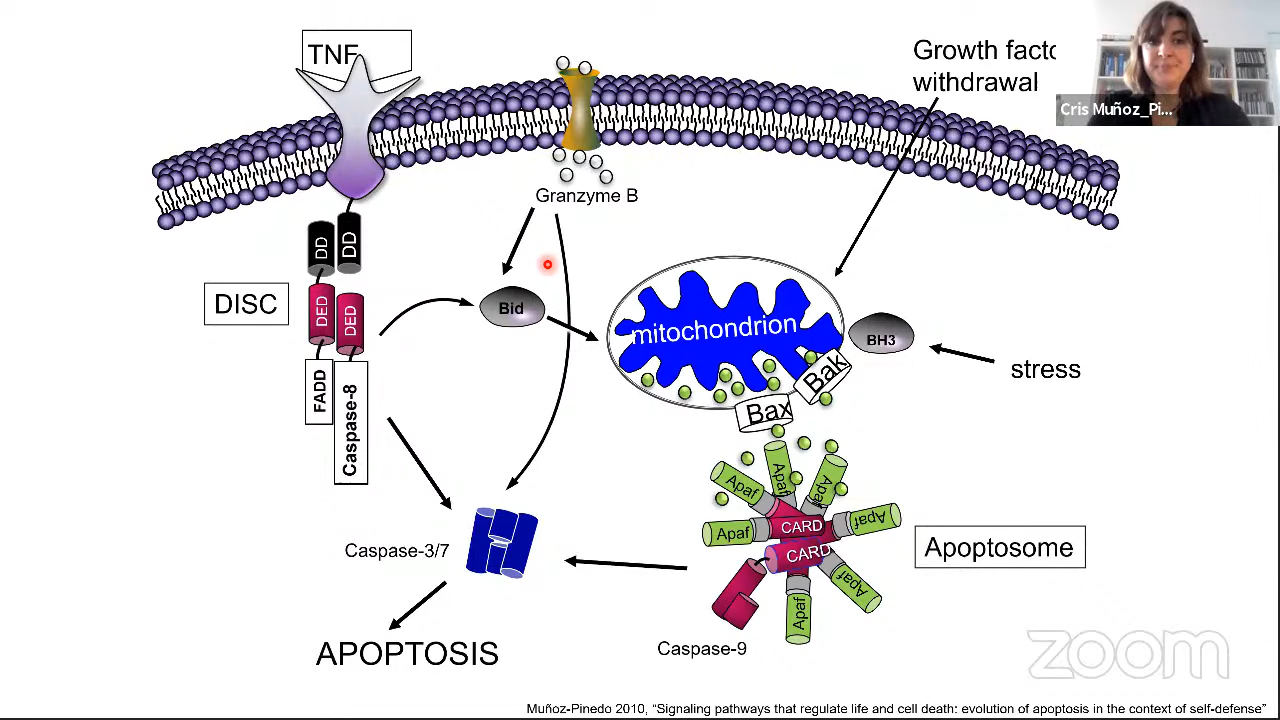 TNF
Growth facto
withdrawal
Cris Muñoz_Pi...
Granzyme B
DD
DD
DISC
DED
DED
Bid
mitochondrion
BH3
stress
Bak
Bax
FADD
Caspase-8
Apaf
Apaf
Apaf
Apaf
Apaf
CARD
CARD
Apaf
Apaf
Apoptosome
Caspase-3/7
Caspase-9
APOPTOSIS
zoom
Muñoz-Pinedo 2010, “Signaling pathways that regulate life and cell death: evolution of apoptosis in the context of self-defense”